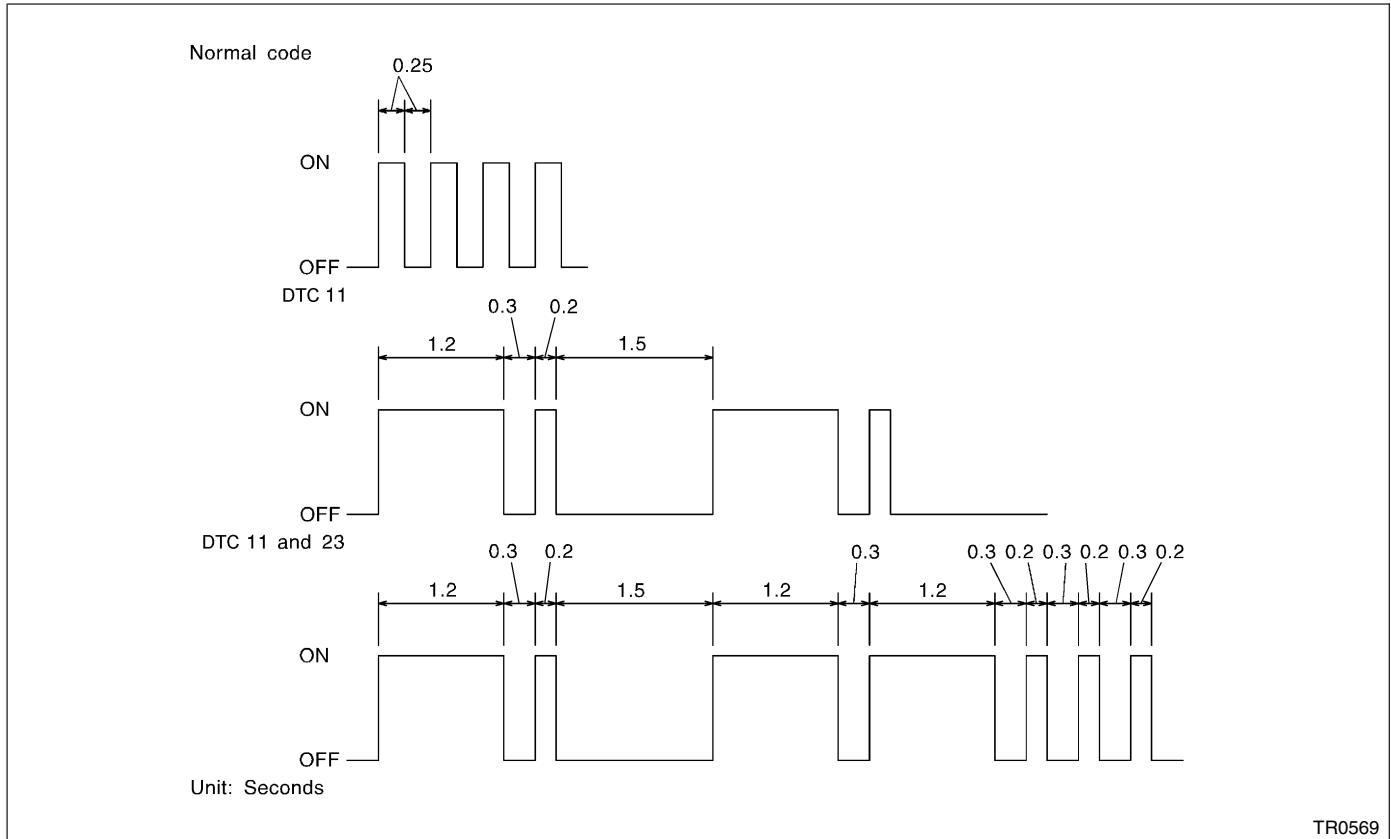 Normal code
0.25
ON
OFF
DTC 11
0.3 0.2
1.2 1.5
ON
OFF
DTC 11 and 23
0.3 0.2 0.3 0.3 0.2 0.3 0.2 0.3 0.2
1.2 1.5 1.2 1.2
ON
OFF
Unit: Seconds
TR0569